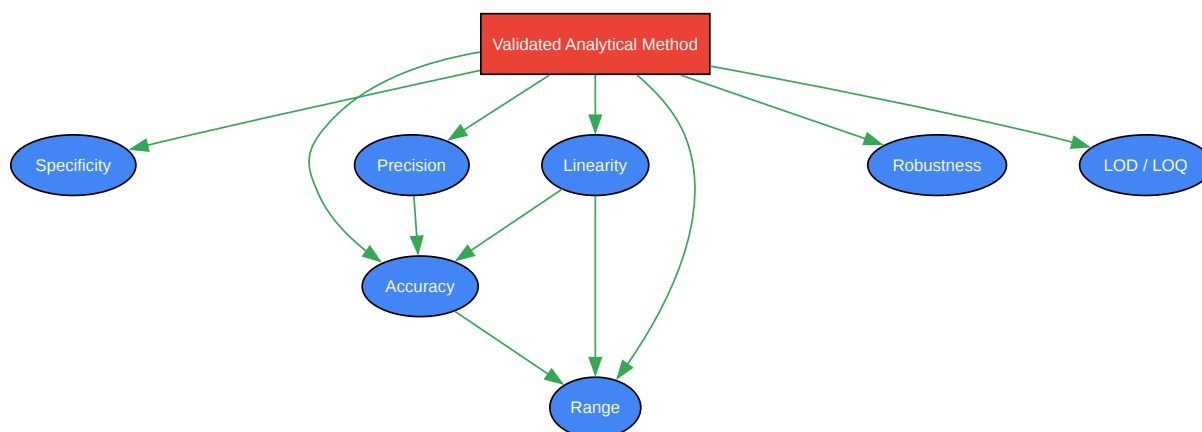 Validated Analytical Method
Specificity
Precision
Linearity
Robustness
LOD / LOQ
Accuracy
Range